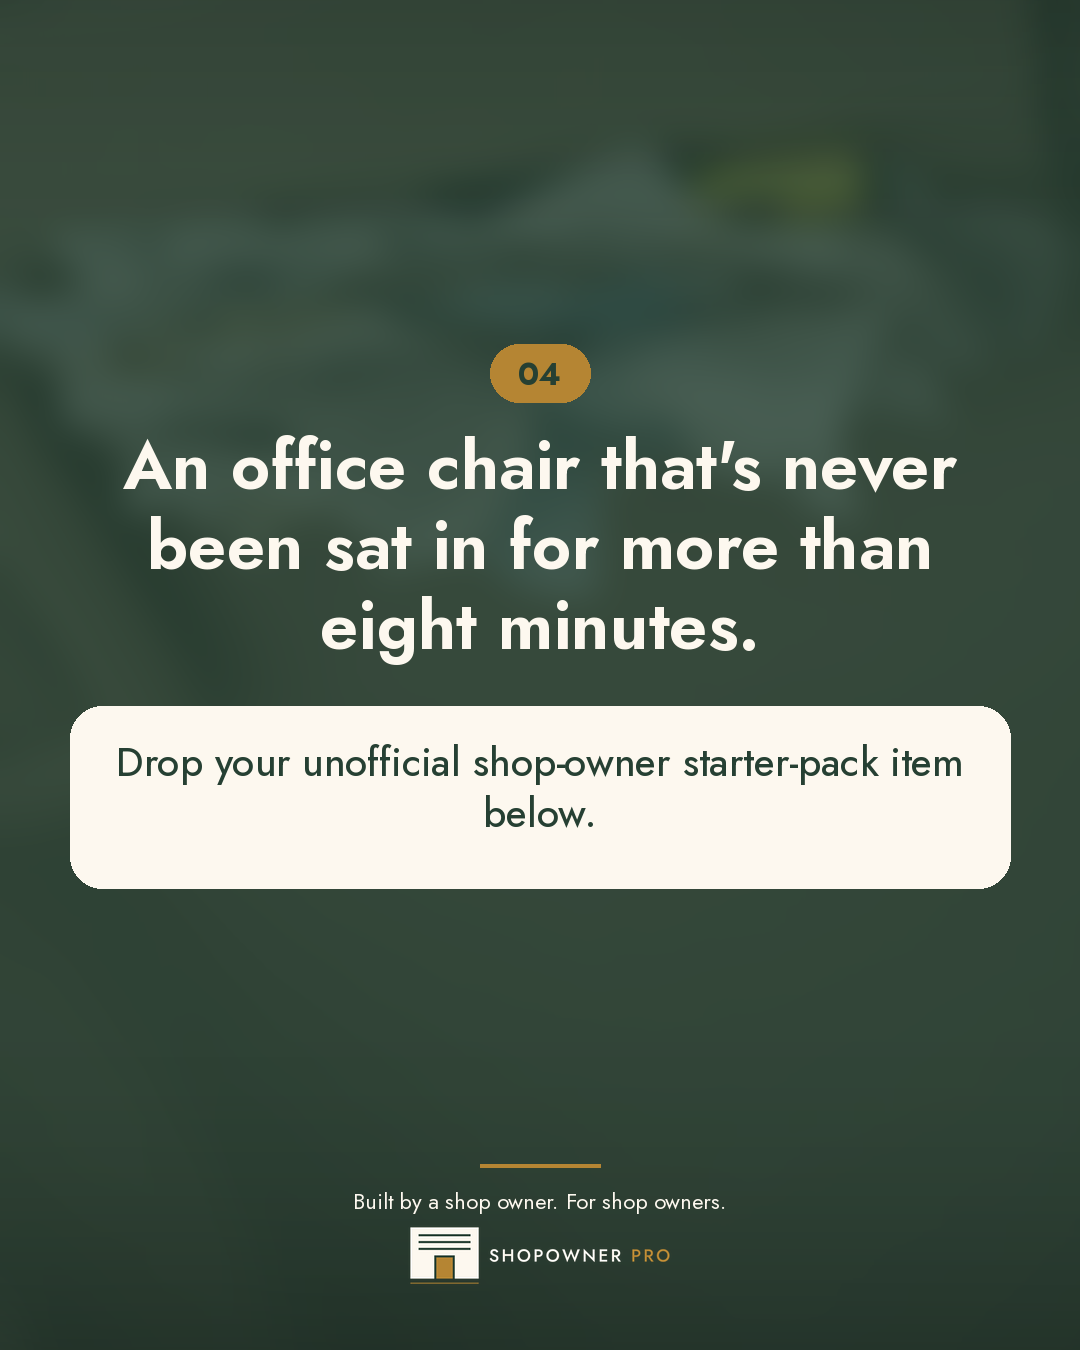 04
An office chair that's never
been sat in for more than
eight minutes.
Drop your unofficial shop-owner starter-pack item
below.
Built by a shop owner. For shop owners.
SHOPOWNER PRO